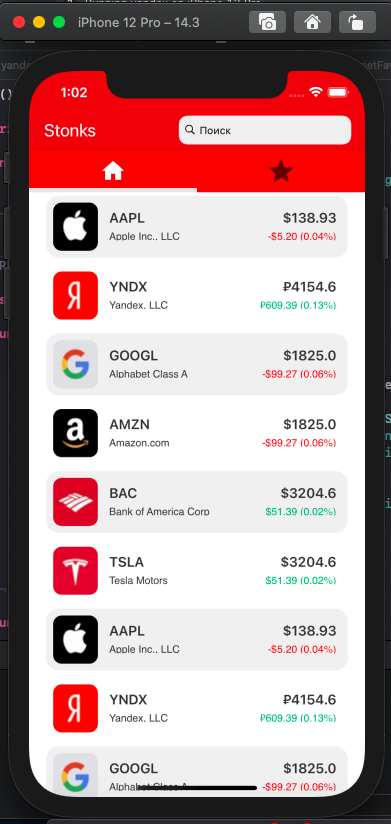 iPhone 12 Pro – 14.3
1:02
Stonks
Поиск
AAPL
$138.93
Apple Inc., LLC
-$5.20 (0.04%)
YNDX
₽4154.6
Yandex, LLC
₽609.39 (0.13%)
GOOGL
$1825.0
Alphabet Class A
-$99.27 (0.06%)
AMZN
$1825.0
Amazon.com
-$99.27 (0.06%)
BAC
$3204.6
Bank of America Corp
$51.39 (0.02%)
TSLA
$3204.6
Tesla Motors
$51.39 (0.02%)
AAPL
$138.93
Apple Inc., LLC
-$5.20 (0.04%)
YNDX
₽4154.6
Yandex, LLC
₽609.39 (0.13%)
GOOGL
$1825.0
Alphabet Class A
-$99.27 (0.06%)